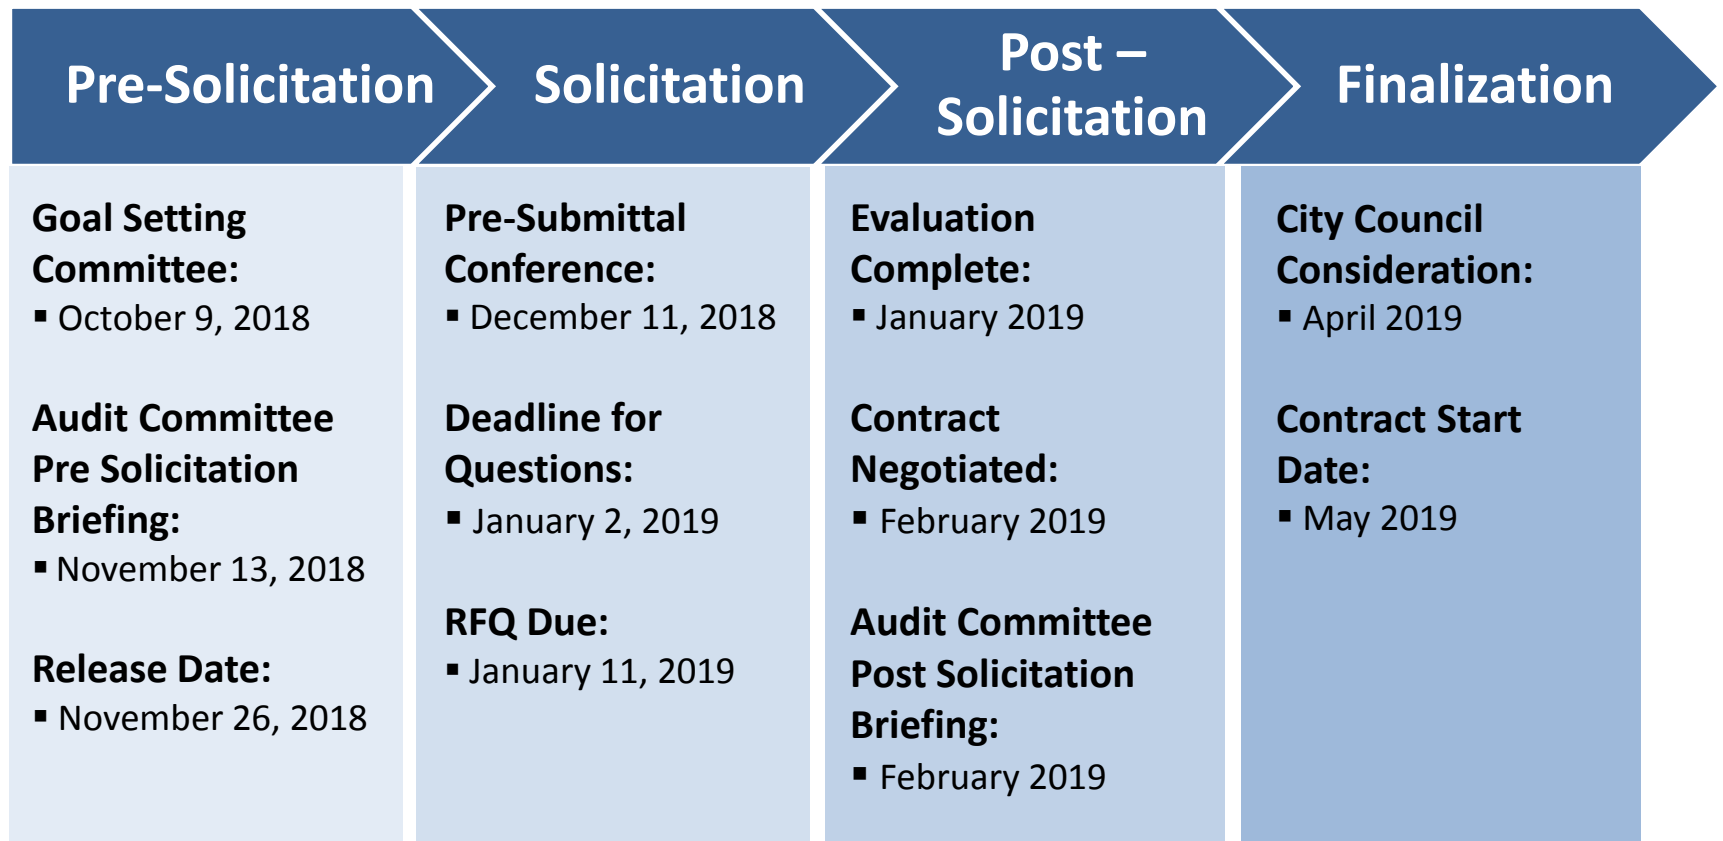 Pre-Solicitation
Solicitation
Post –
Solicitation
Finalization
Goal Setting
Committee:
▪ October 9, 2018
Audit Committee
Pre Solicitation
Briefing:
▪ November 13, 2018
Release Date:
▪ November 26, 2018
Pre-Submittal
Conference:
▪ December 11, 2018
Deadline for
Questions:
▪ January 2, 2019
RFQ Due:
▪ January 11, 2019
Evaluation
Complete:
▪ January 2019
Contract
Negotiated:
▪ February 2019
Audit Committee
Post Solicitation
Briefing:
▪ February 2019
City Council
Consideration:
▪ April 2019
Contract Start
Date:
▪ May 2019